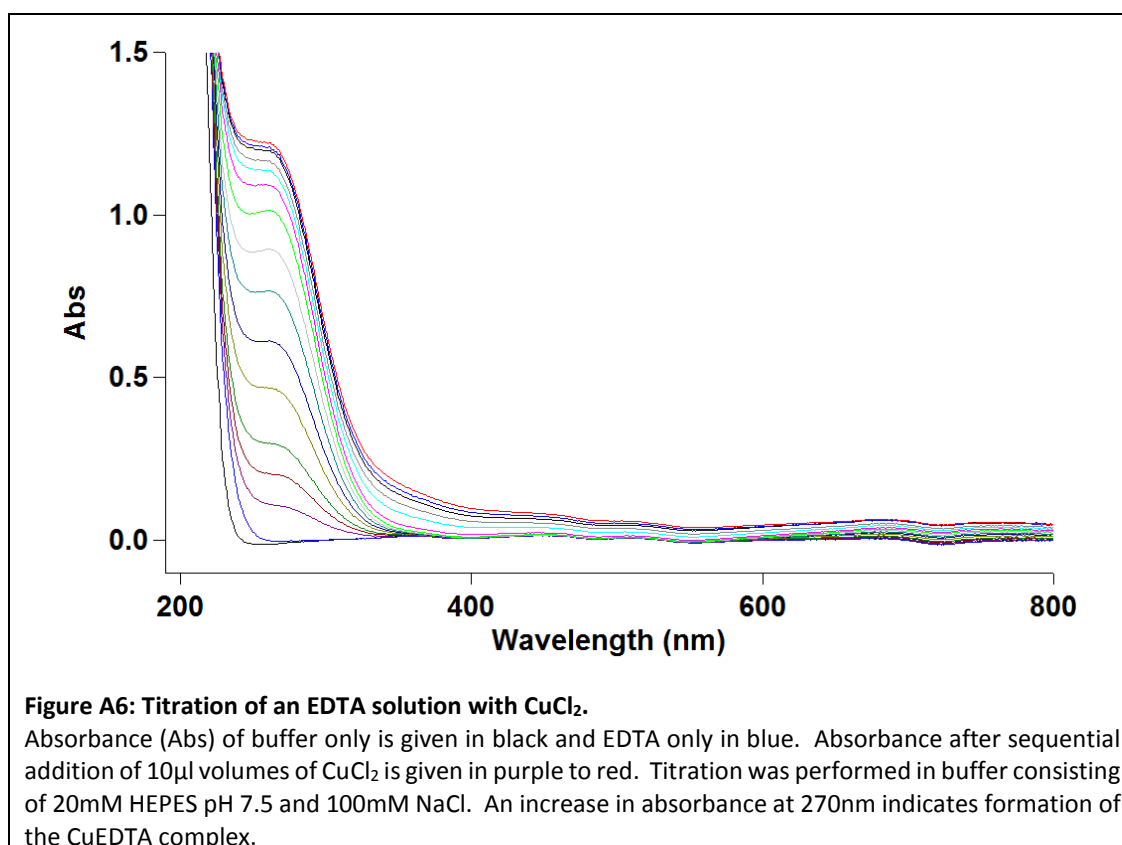 1.5
1.0
Abs
0.5
0.0
200 400 600 800
Wavelength (nm)
Figure A6: Titration of an EDTA solution with CuCl₂.
Absorbance (Abs) of buffer only is given in black and EDTA only in blue. Absorbance after sequential
addition of 10µl volumes of CuCl₂ is given in purple to red. Titration was performed in buffer consisting
of 20mM HEPES pH 7.5 and 100mM NaCl. An increase in absorbance at 270nm indicates formation of
the CuEDTA complex.